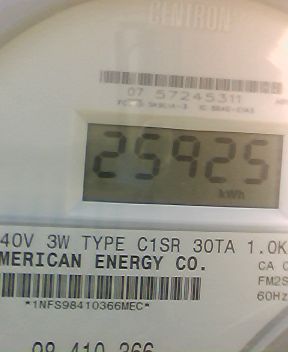 CENTRON
07 57245311
25925
kWh
40V 3W TYPE C1SR 30TA 1.0K
MERICAN ENERGY CO.
CA 0
FM2S
60Hz
*1NFS98410366MEC*
98 410 366